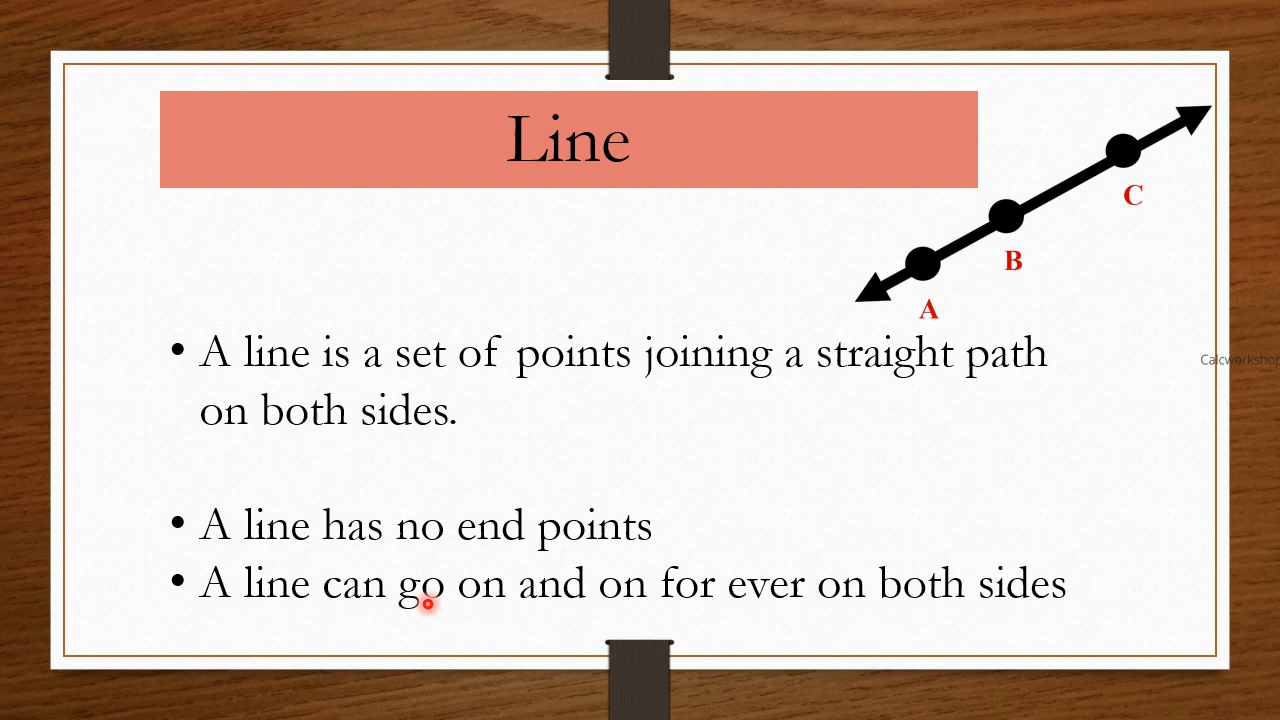 Line
C
B
A
• A line is a set of points joining a straight path
on both sides.
Calcworkshop
• A line has no end points
• A line can go on and on for ever on both sides